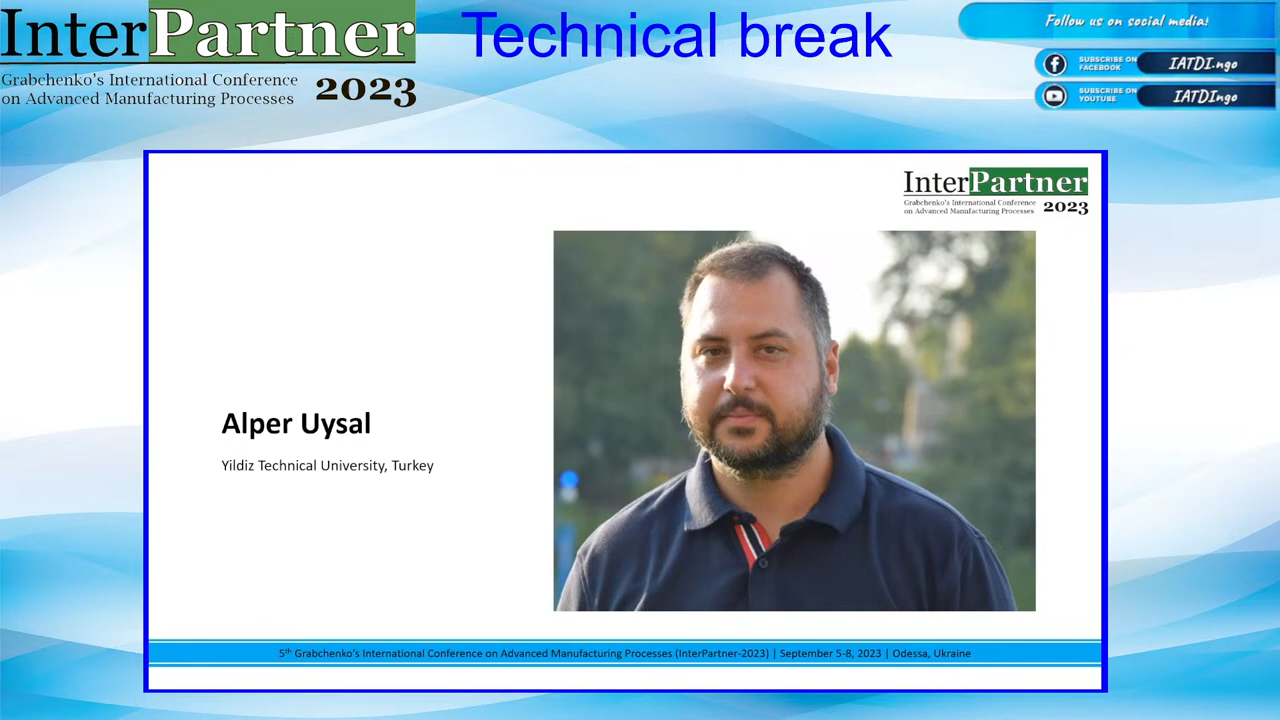 InterPartner
Grabchenko's International Conference
on Advanced Manufacturing Processes
2023
Technical break
Follow us on social media!
SUBSCRIBE ON
FACEBOOK
IATDI.ngo
SUBSCRIBE ON
YOUTUBE
IATDIngo
InterPartner
Grabchenko's International Conference
on Advanced Manufacturing Processes
2023
Alper Uysal
Yildiz Technical University, Turkey
5th Grabchenko's International Conference on Advanced Manufacturing Processes (InterPartner-2023) | September 5-8, 2023 | Odessa, Ukraine